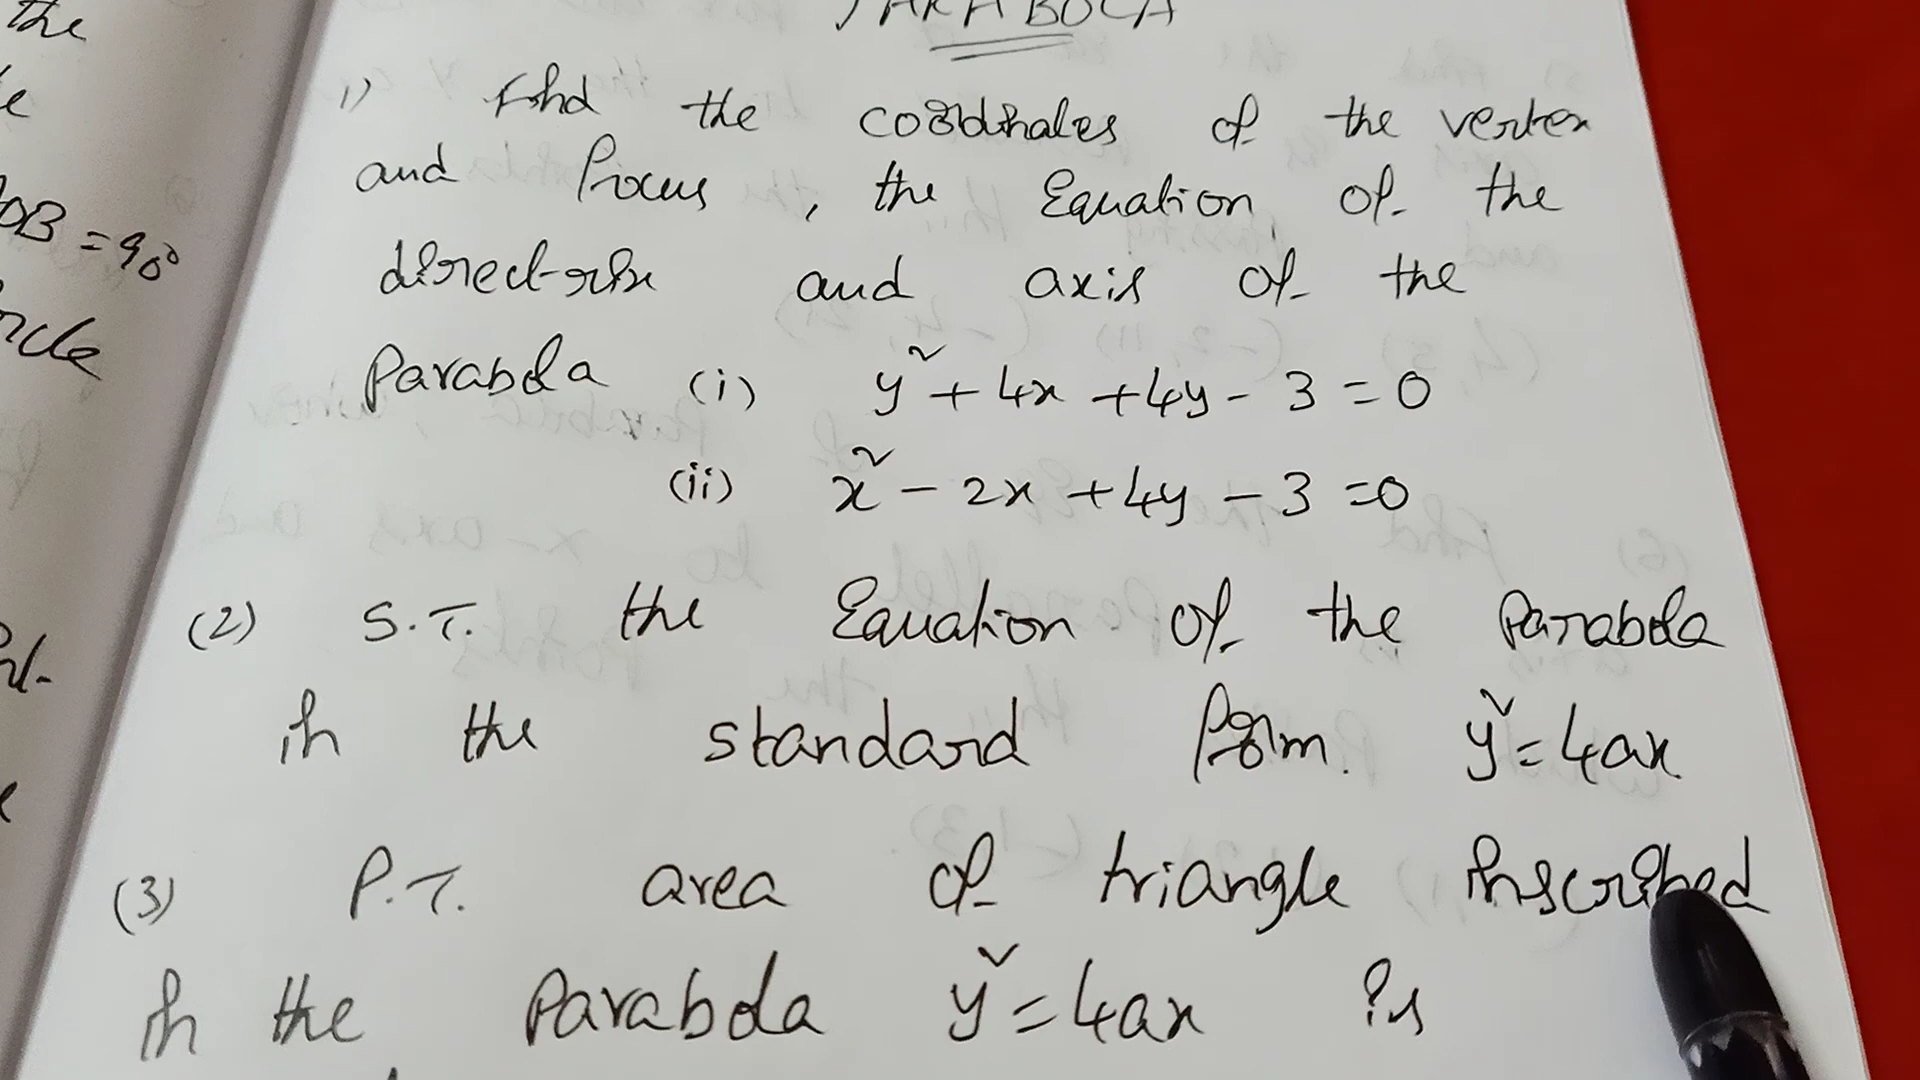 the
PARABOLA
1) Find the coordinates of the vertex
and Focus, the Equation of the
=90°
directrix and axis of the
Parabola (i) y² + 4x + 4y - 3 = 0
(ii) x² - 2x + 4y - 3 = 0
(2) S.T. the Equation of the Parabola
in the standard form. y² = 4ax
(3) P.T. area of triangle inscribed
in the Parabola y² = 4ax is